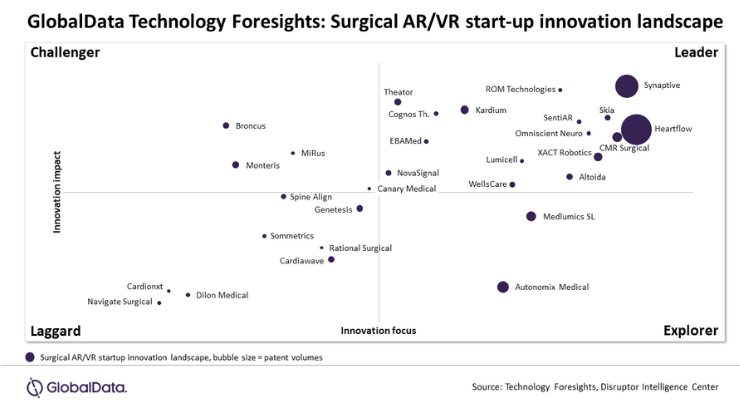 GlobalData Technology Foresights: Surgical AR/VR start-up innovation landscape
Challenger
Leader
Synaptive
ROM Technologies
Theator
Kardium
Skia
Cognos Th.
SentiAR
Broncus
Heartflow
Omniscient Neuro
EBAMed
CMR Surgical
MiRus
XACT Robotics
Lumicell
Monteris
NovaSignal
Altoida
WellsCare
Canary Medical
Innovation impact
Spine Align
Genetesis
Medlumics SL
Sommetrics
Rational Surgical
Cardiawave
Cardionxt
Autonomix Medical
Dilon Medical
Navigate Surgical
Laggard
Innovation focus
Explorer
Surgical AR/VR startup innovation landscape, bubble size = patent volumes
GlobalData.
Source: Technology Foresights, Disruptor Intelligence Center